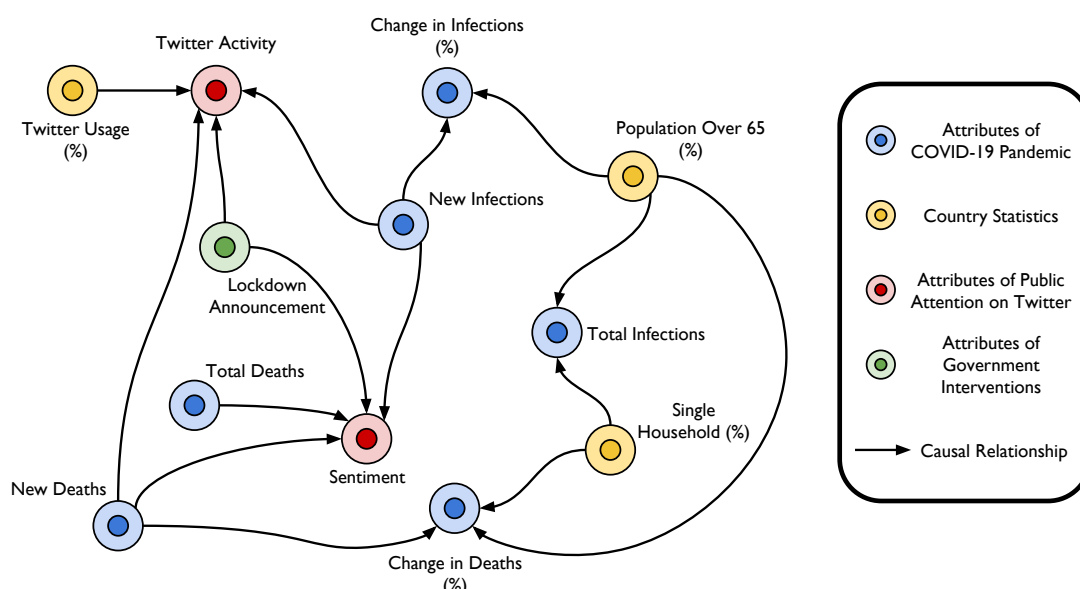 Twitter Activity
Change in Infections
(%)
Twitter Usage
(%)
Population Over 65
(%)
New Infections
Lockdown
Announcement
Total Infections
Total Deaths
Single
Household (%)
Sentiment
New Deaths
Change in Deaths
(%)
Attributes of
COVID-19 Pandemic
Country Statistics
Attributes of Public
Attention on Twitter
Attributes of
Government
Interventions
Causal Relationship